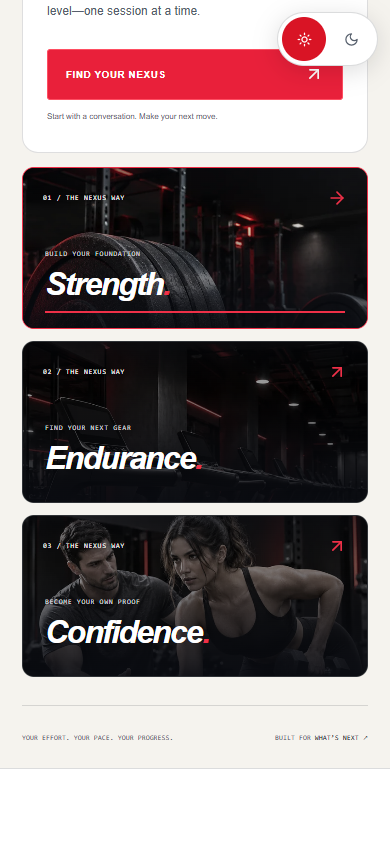 level—one session at a time.
FIND YOUR NEXUS
Start with a conversation. Make your next move.
01 / THE NEXUS WAY
BUILD YOUR FOUNDATION
Strength.
02 / THE NEXUS WAY
FIND YOUR NEXT GEAR
Endurance.
03 / THE NEXUS WAY
BECOME YOUR OWN PROOF
Confidence.
YOUR EFFORT. YOUR PACE. YOUR PROGRESS.
BUILT FOR WHAT'S NEXT ↗